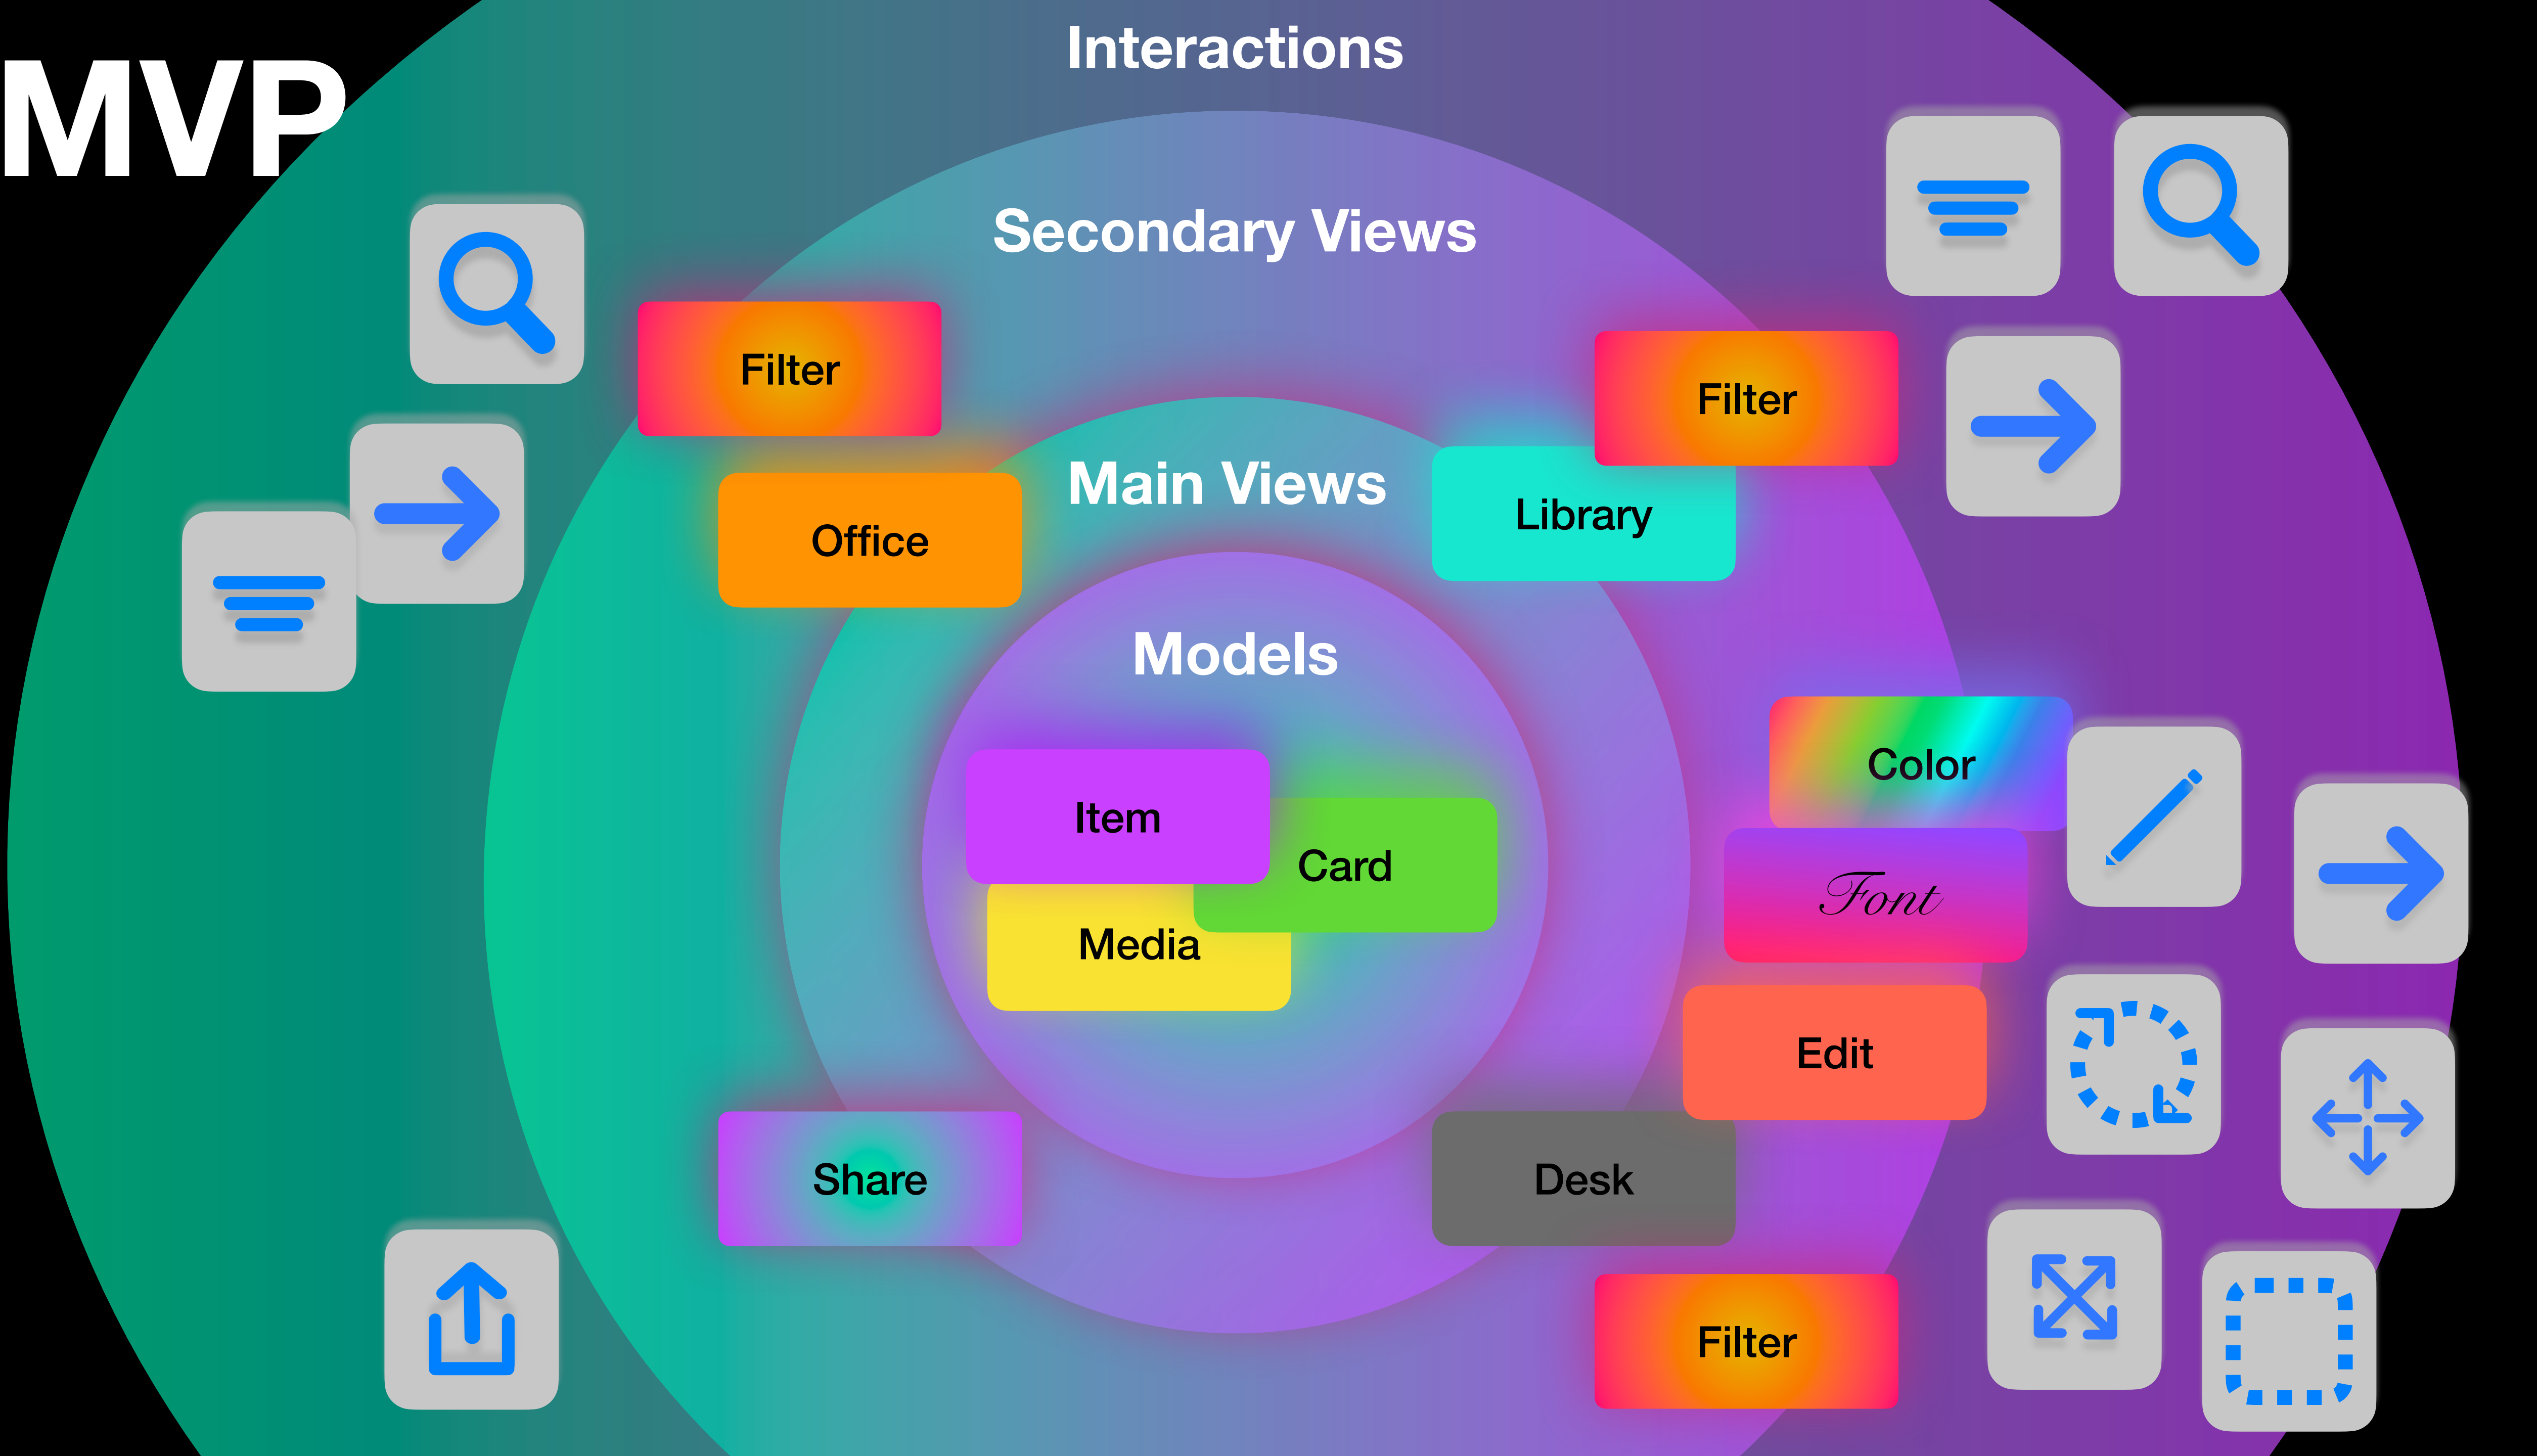 Interactions
MVP
Secondary Views
Filter
Filter
Main Views
Library
Office
Models
Color
Item
Card
Font
Media
Edit
Share
Desk
Filter